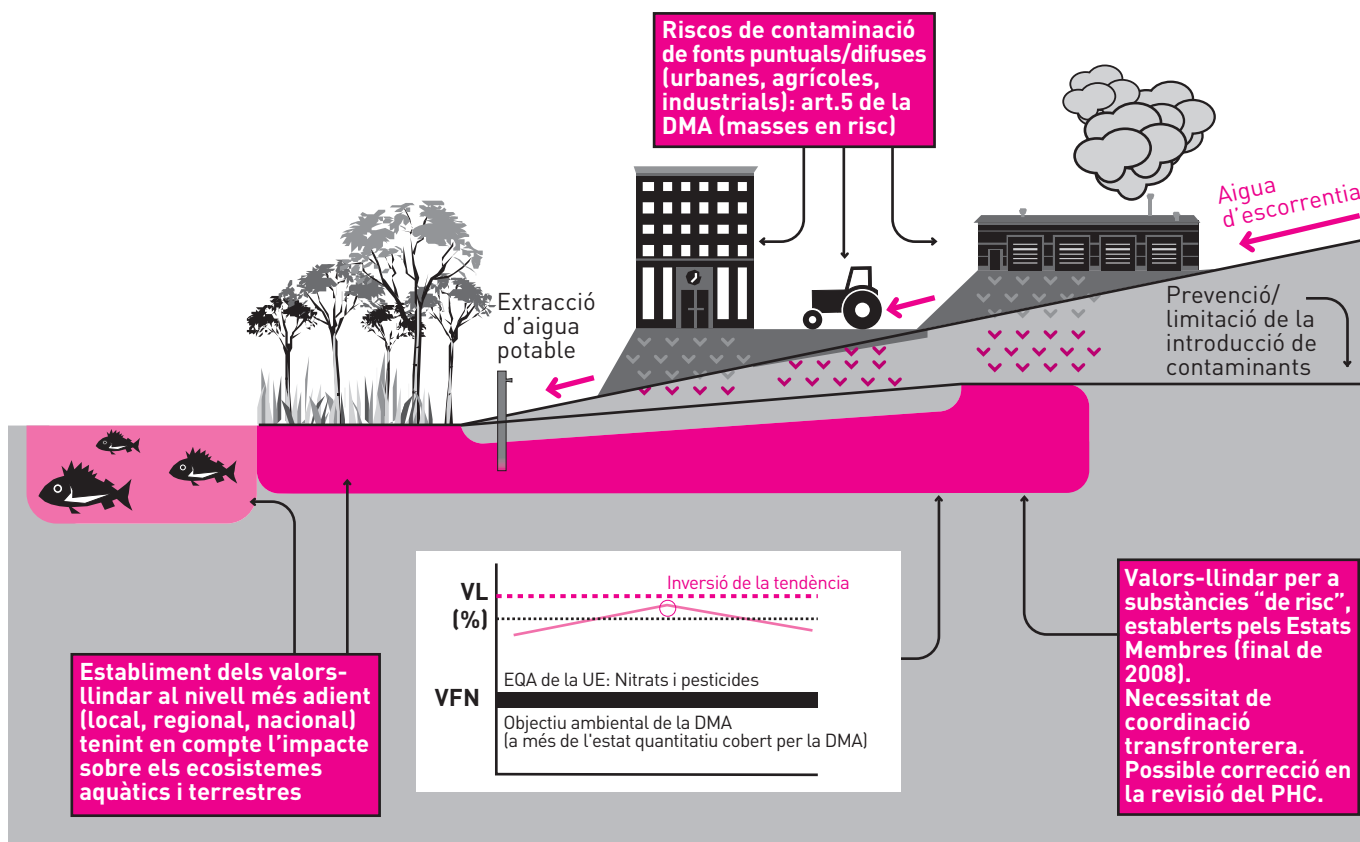 Riscos de contaminació
de fonts puntuals/difuses
(urbanes, agrícoles,
industrials): art.5 de la
DMA (masses en risc)
Aigua
d’escorrentia
Extracció
d’aigua
potable
Prevenció/
limitació de la
introducció de
contaminants
VL
(%)
Inversió de la tendència
EQA de la UE: Nitrats i pesticides
VFN
Objectiu ambiental de la DMA
(a més de l'estat quantitatiu cobert per la DMA)
Establiment dels valors-
llindar al nivell més adient
(local, regional, nacional)
tenint en compte l’impacte
sobre els ecosistemes
aquàtics i terrestres
Valors-llindar per a
substàncies “de risc”,
establerts pels Estats
Membres (final de
2008).
Necessitat de
coordinació
transfronterera.
Possible correcció en
la revisió del PHC.